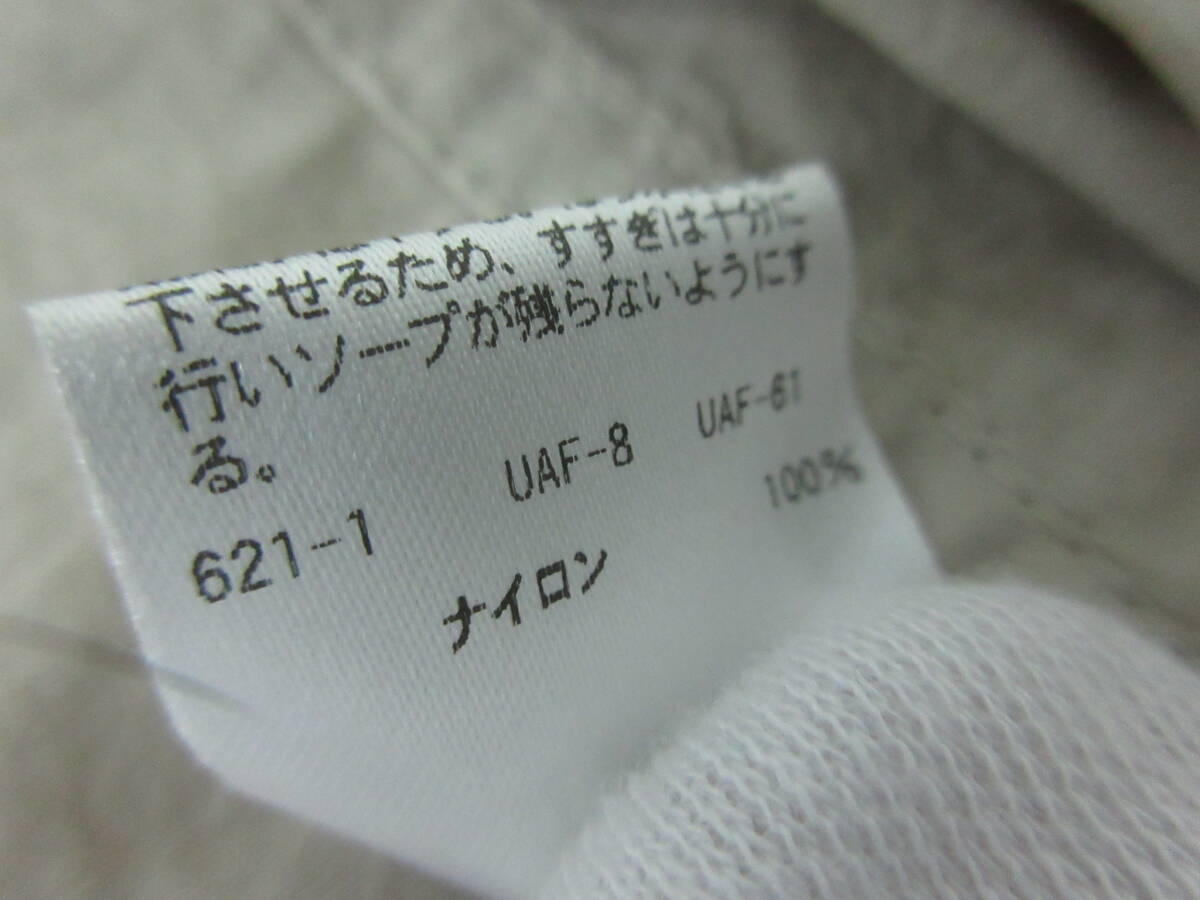 下させるため、すすぎは十分に
行いソープが残らないようにす
る。
621-1 UAF-8 UAF-61
ナイロン 100%